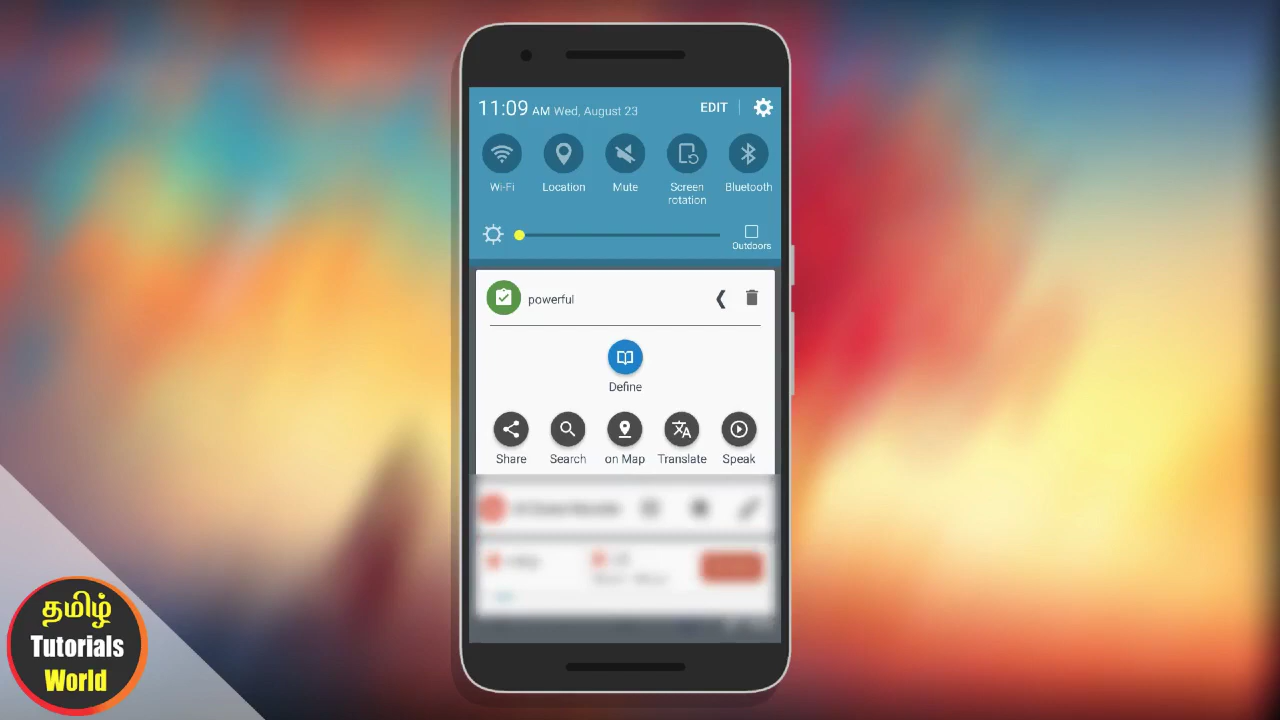 11:09 AM Wed, August 23 EDIT
Wi-Fi
Location
Mute
Screen
rotation
Bluetooth
Outdoors
powerful
Define
Share
Search
on Map
Translate
Speak
தமிழ்
Tutorials
World